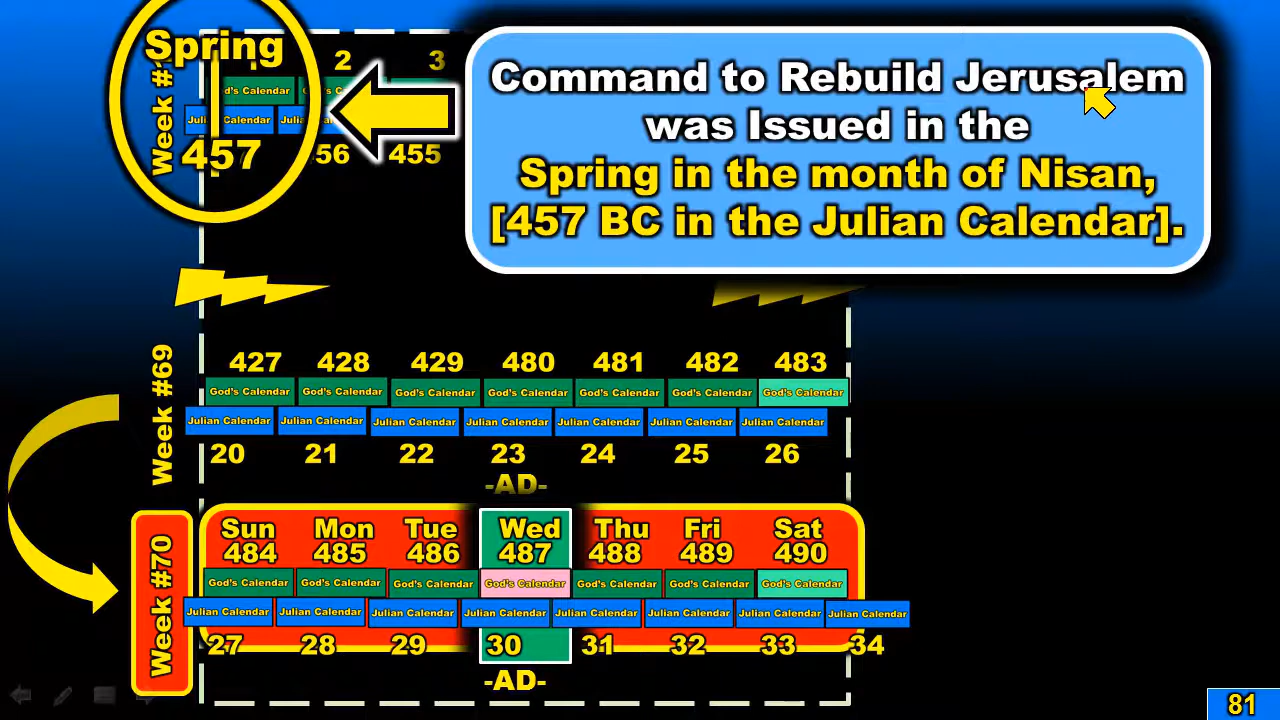 Spring
2 3
Week #
God's Calendar
Julian Calendar
457 456 455
Command to Rebuild Jerusalem
was Issued in the
Spring in the month of Nisan,
[457 BC in the Julian Calendar].
Week #69
427 428 429 480 481 482 483
God's Calendar God's Calendar God's Calendar God's Calendar God's Calendar God's Calendar God's Calendar
Julian Calendar Julian Calendar Julian Calendar Julian Calendar Julian Calendar Julian Calendar Julian Calendar
20 21 22 23 24 25 26
-AD-
Week #70
Sun Mon Tue Wed Thu Fri Sat
484 485 486 487 488 489 490
God's Calendar God's Calendar God's Calendar God's Calendar God's Calendar God's Calendar God's Calendar
Julian Calendar Julian Calendar Julian Calendar Julian Calendar Julian Calendar Julian Calendar Julian Calendar Julian Calendar
27 28 29 30 31 32 33 34
-AD-
81